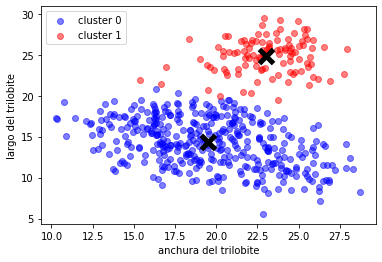 cluster 0
cluster 1
largo del trilobite
30
25
20
15
10
5
10.0 12.5 15.0 17.5 20.0 22.5 25.0 27.5
anchura del trilobite